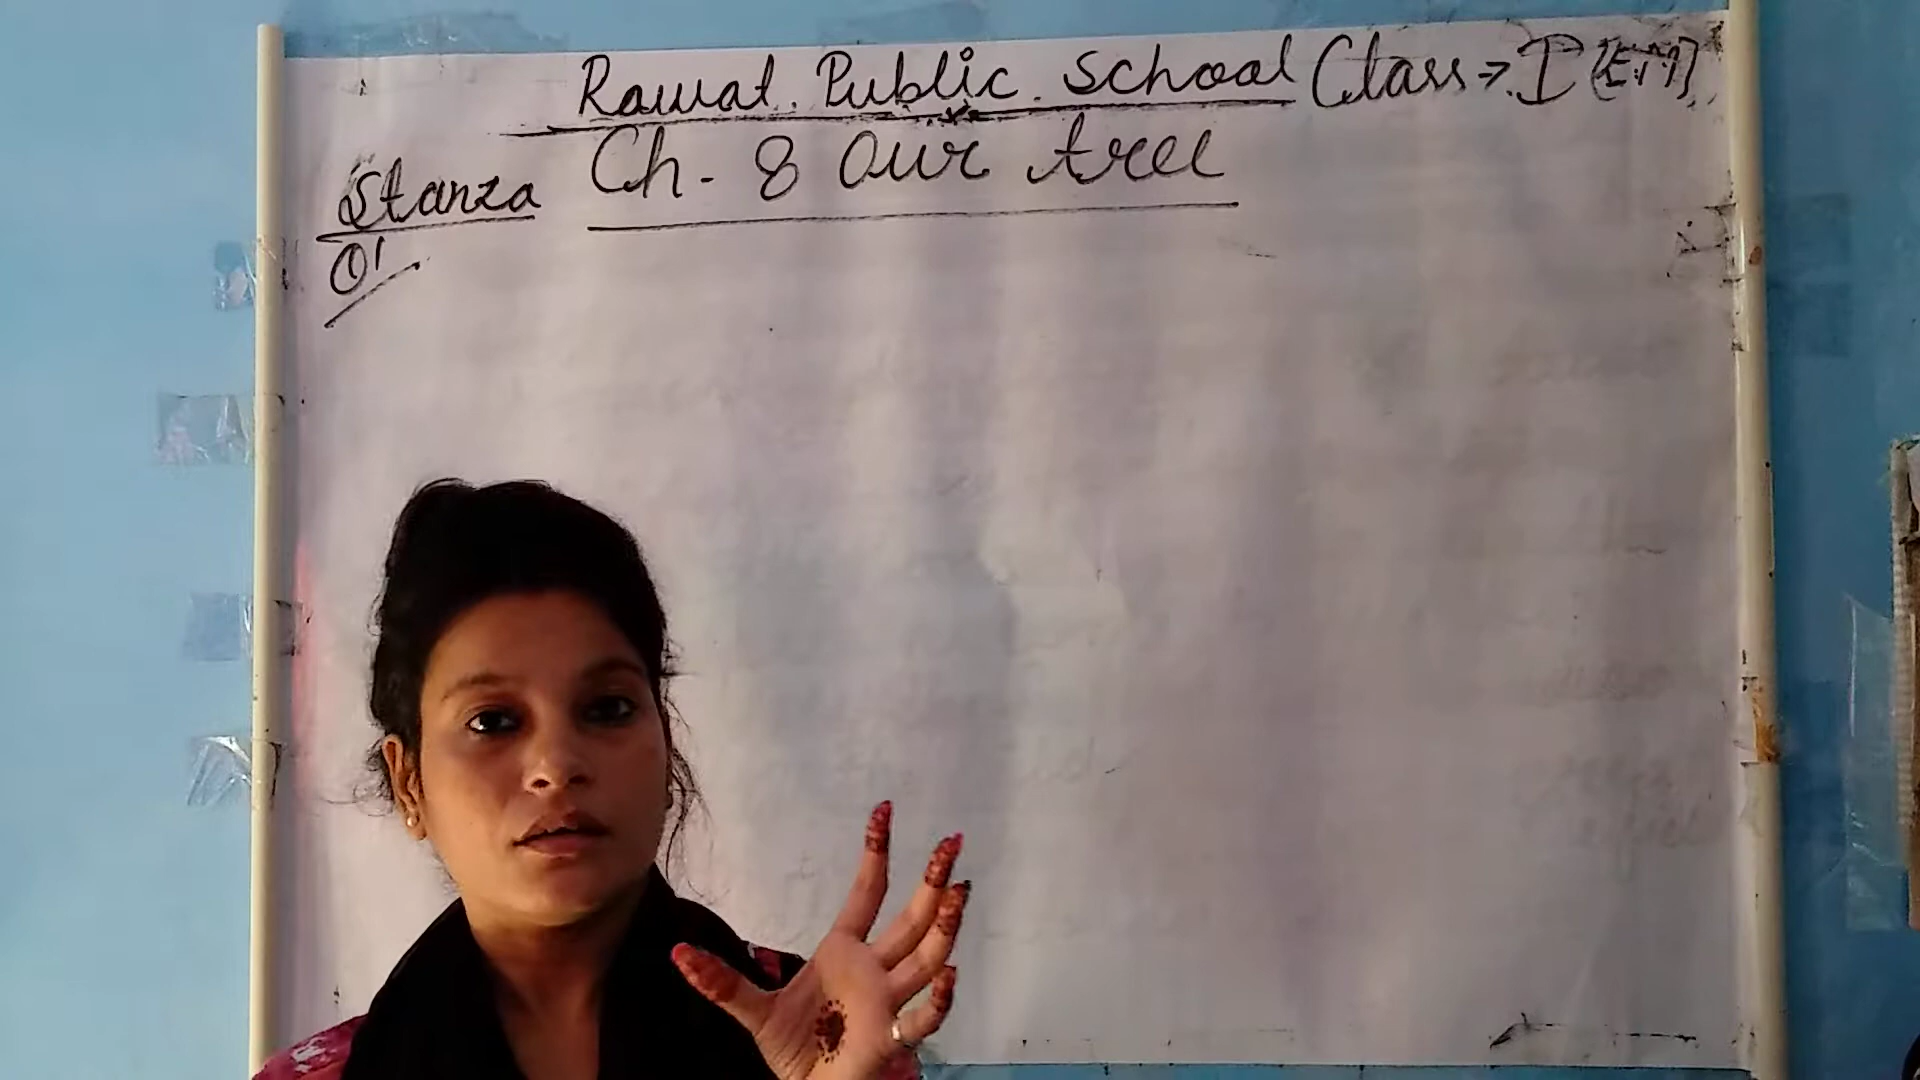 Rawat. Public. School Class → I [E.M]
Ch. 8 Our tree
Stanza
01